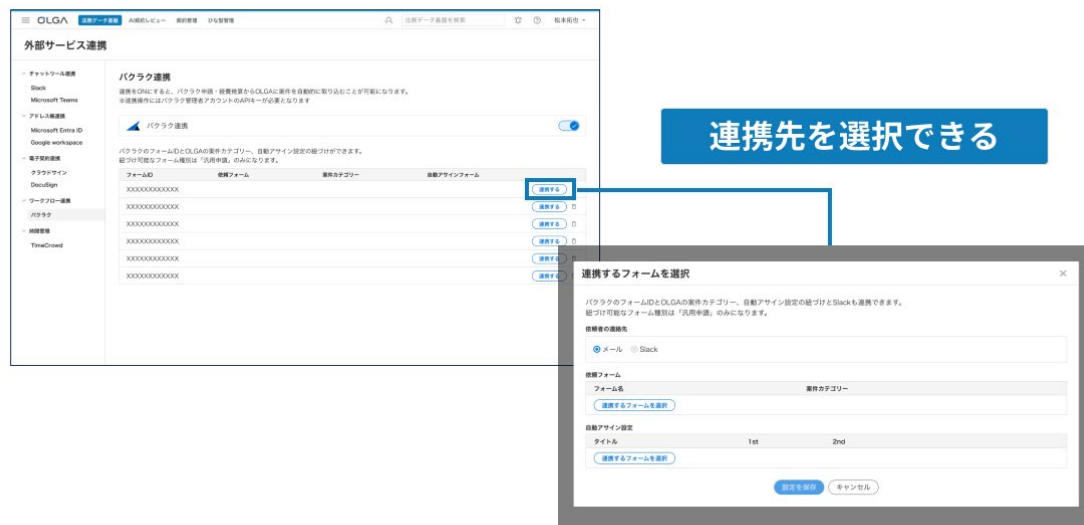 OLGA 法務データ基盤 AI契約レビュー 契約管理 ひな型管理 法務データ基盤を検索 松本拓也
外部サービス連携
チャットツール連携
Slack
Microsoft Teams
アドレス帳連携
Microsoft Entra ID
Google workspace
電子契約連携
クラウドサイン
DocuSign
ワークフロー連携
バクラク
時間管理
TimeCrowd
バクラク連携
連携をONにすると、バクラク申請・経費精算からOLGAに案件を自動的に取り込むことが可能になります。
※連携操作にはバクラク管理者アカウントのAPIキーが必要となります
バクラク連携
バクラクのフォームIDとOLGAの案件カテゴリー、自動アサイン設定の紐づけができます。
紐づけ可能なフォーム種別は「汎用申請」のみになります。
フォームID 依頼フォーム 案件カテゴリー 自動アサインフォーム
XXXXXXXXXXXX 連携する
XXXXXXXXXXXX 連携する
XXXXXXXXXXXX 連携する
XXXXXXXXXXXX 連携する
XXXXXXXXXXXX 連携する
XXXXXXXXXXXX 連携する
連携先を選択できる
連携するフォームを選択
バクラクのフォームIDとOLGAの案件カテゴリー、自動アサイン設定の紐づけとSlackも連携できます。
紐づけ可能なフォーム種別は「汎用申請」のみになります。
依頼者の連絡先
メール Slack
依頼フォーム
フォーム名 案件カテゴリー
連携するフォームを選択
自動アサイン設定
タイトル 1st 2nd
連携するフォームを選択
設定を保存 キャンセル